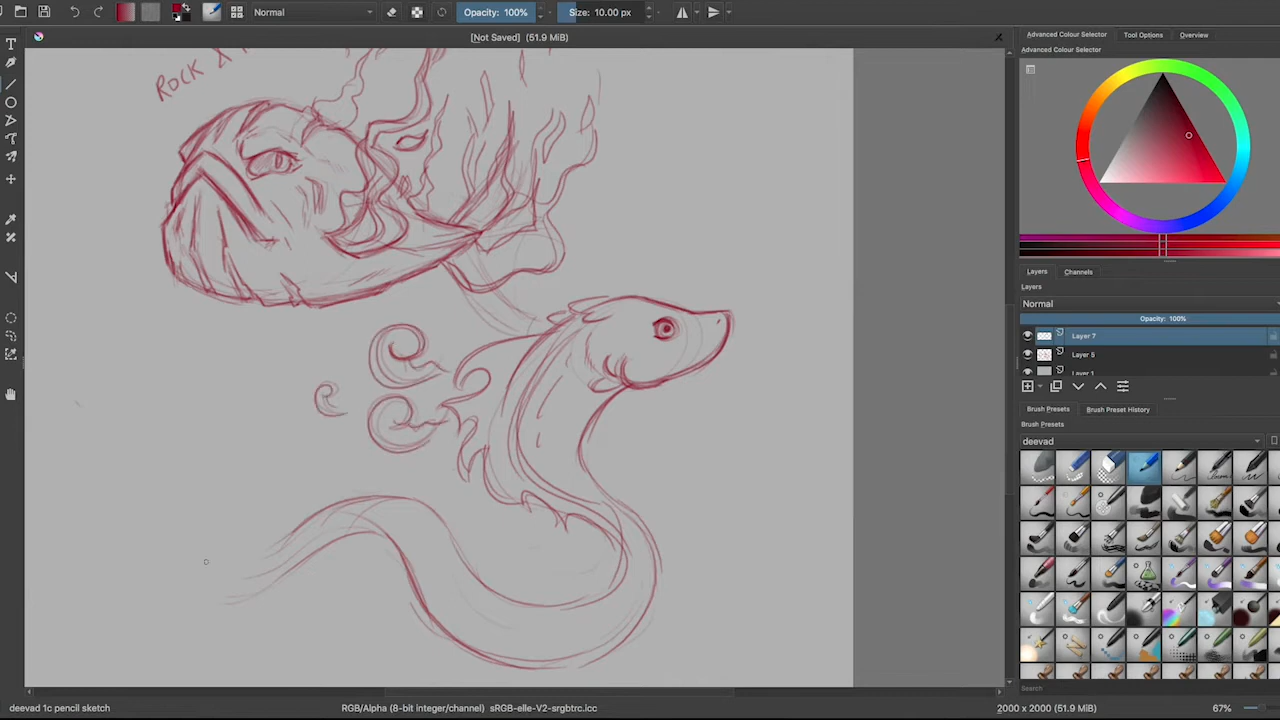 Normal
Opacity: 100%
Size: 10.00 px
[Not Saved] (51.9 MiB)
ROCK
Advanced Colour Selector
Tool Options
Overview
Advanced Colour Selector
Layers
Channels
Layers
Normal
Opacity: 100%
Layer 7
Layer 5
Layer 1
Brush Presets
Brush Preset History
Brush Presets
deevad
Search
deevad 1c pencil sketch
RGB/Alpha (8-bit integer/channel) sRGB-elle-V2-srgbtrc.icc
2000 x 2000 (51.9 MiB)
67%